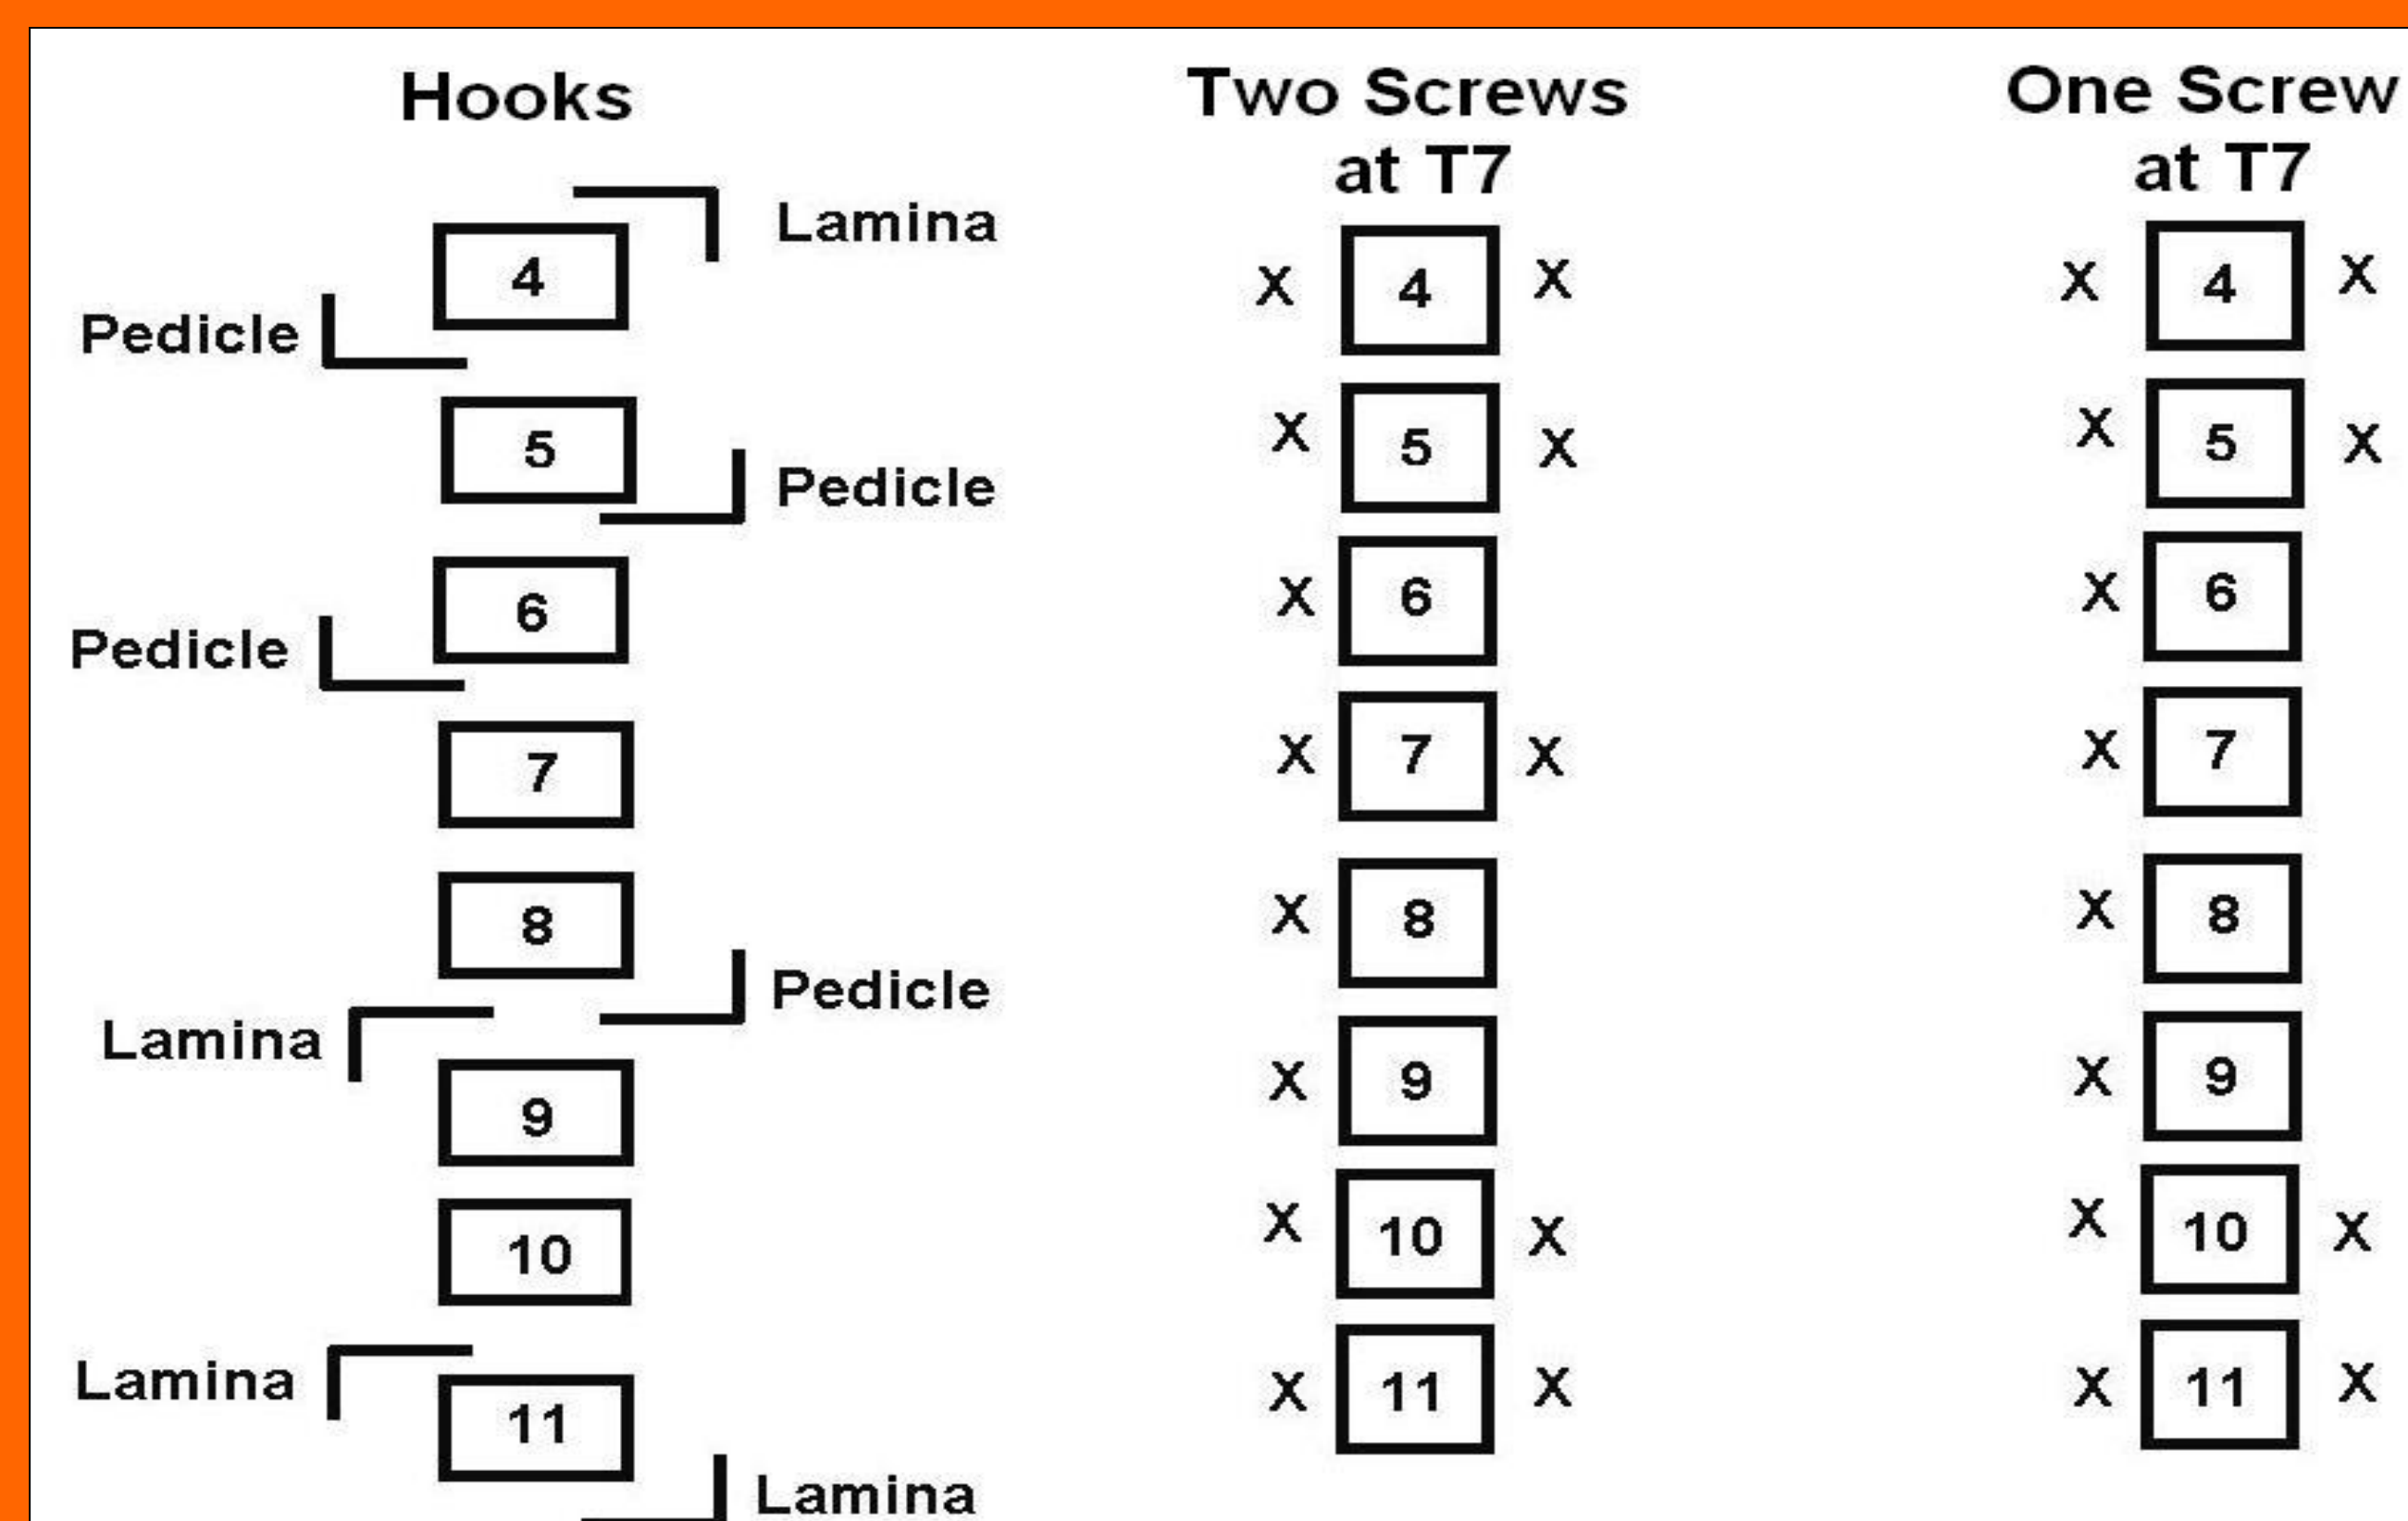 Hooks
Lamina
4
Pedicle
5
Pedicle
6
Pedicle
7
8
Pedicle
Lamina
9
10
Lamina
11
Lamina
Two Screws
at T7
X 4 X
X 5 X
X 6
X 7 X
X 8
X 9
X 10 X
X 11 X
One Screw
at T7
X 4 X
X 5 X
X 6
X 7
X 8
X 9
X 10 X
X 11 X